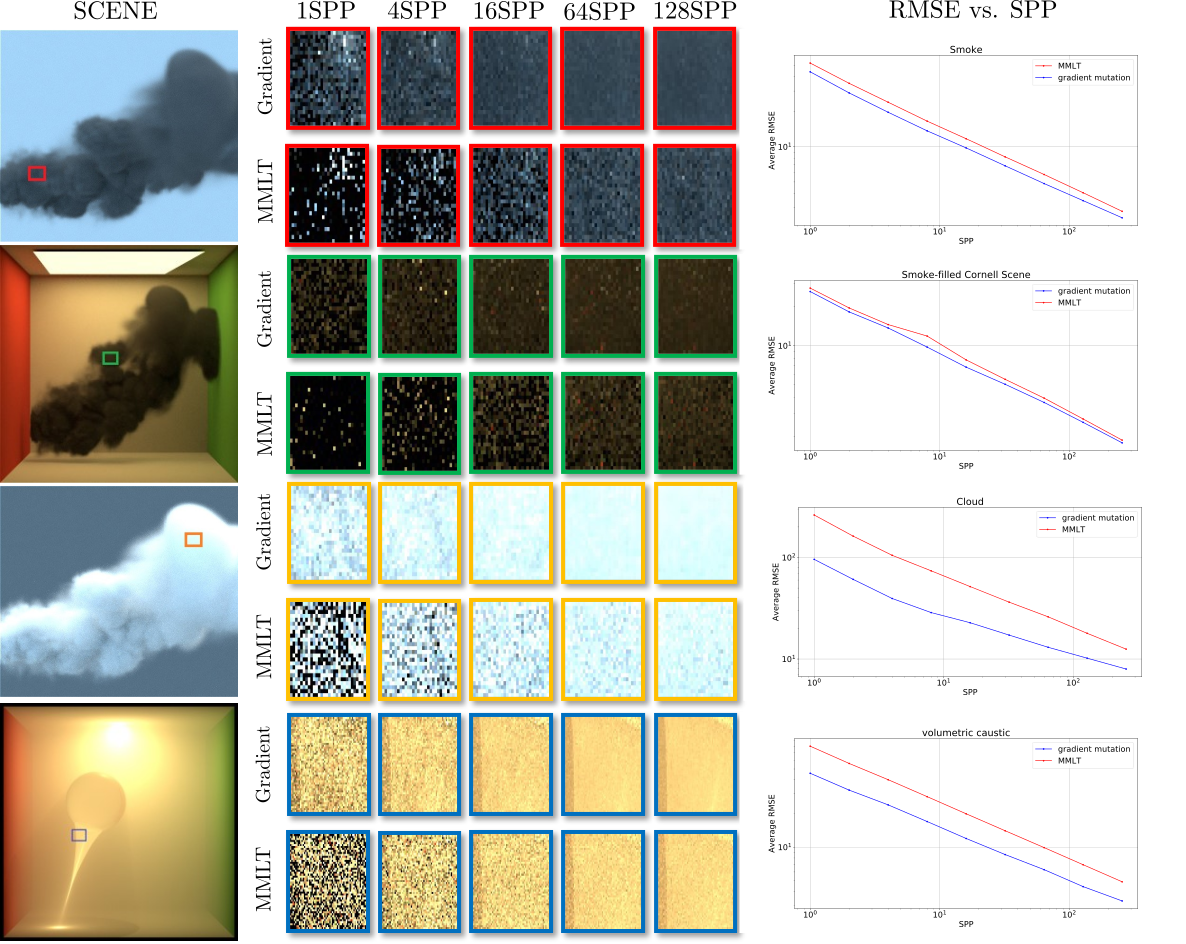 SCENE 1SPP 4SPP 16SPP 64SPP 128SPP RMSE vs. SPP
Gradient
MMLT
Smoke
MMLT
gradient mutation
Average RMSE
10¹
10⁰ 10¹ 10²
SPP
Gradient
MMLT
Smoke-filled Cornell Scene
gradient mutation
MMLT
Average RMSE
10¹
10⁰ 10¹ 10²
SPP
Gradient
MMLT
Cloud
gradient mutation
MMLT
Average RMSE
10²
10¹
10⁰ 10¹ 10²
SPP
Gradient
MMLT
volumetric caustic
gradient mutation
MMLT
Average RMSE
10¹
10⁰ 10¹ 10²
SPP